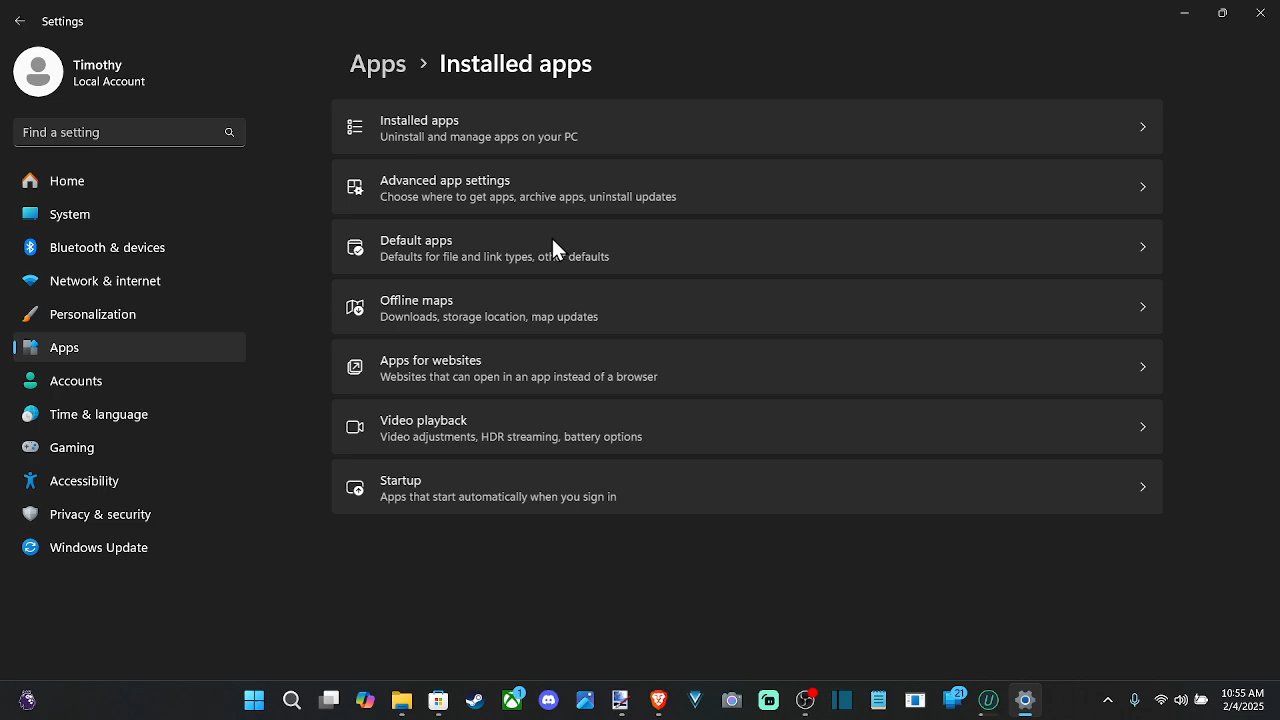 Settings
Timothy
Local Account
Find a setting
Home
System
Bluetooth & devices
Network & internet
Personalization
Apps
Accounts
Time & language
Gaming
Accessibility
Privacy & security
Windows Update
Apps > Installed apps
Installed apps
Uninstall and manage apps on your PC
Advanced app settings
Choose where to get apps, archive apps, uninstall updates
Default apps
Defaults for file and link types, other defaults
Offline maps
Downloads, storage location, map updates
Apps for websites
Websites that can open in an app instead of a browser
Video playback
Video adjustments, HDR streaming, battery options
Startup
Apps that start automatically when you sign in
1
21
10:55 AM
2/4/2025